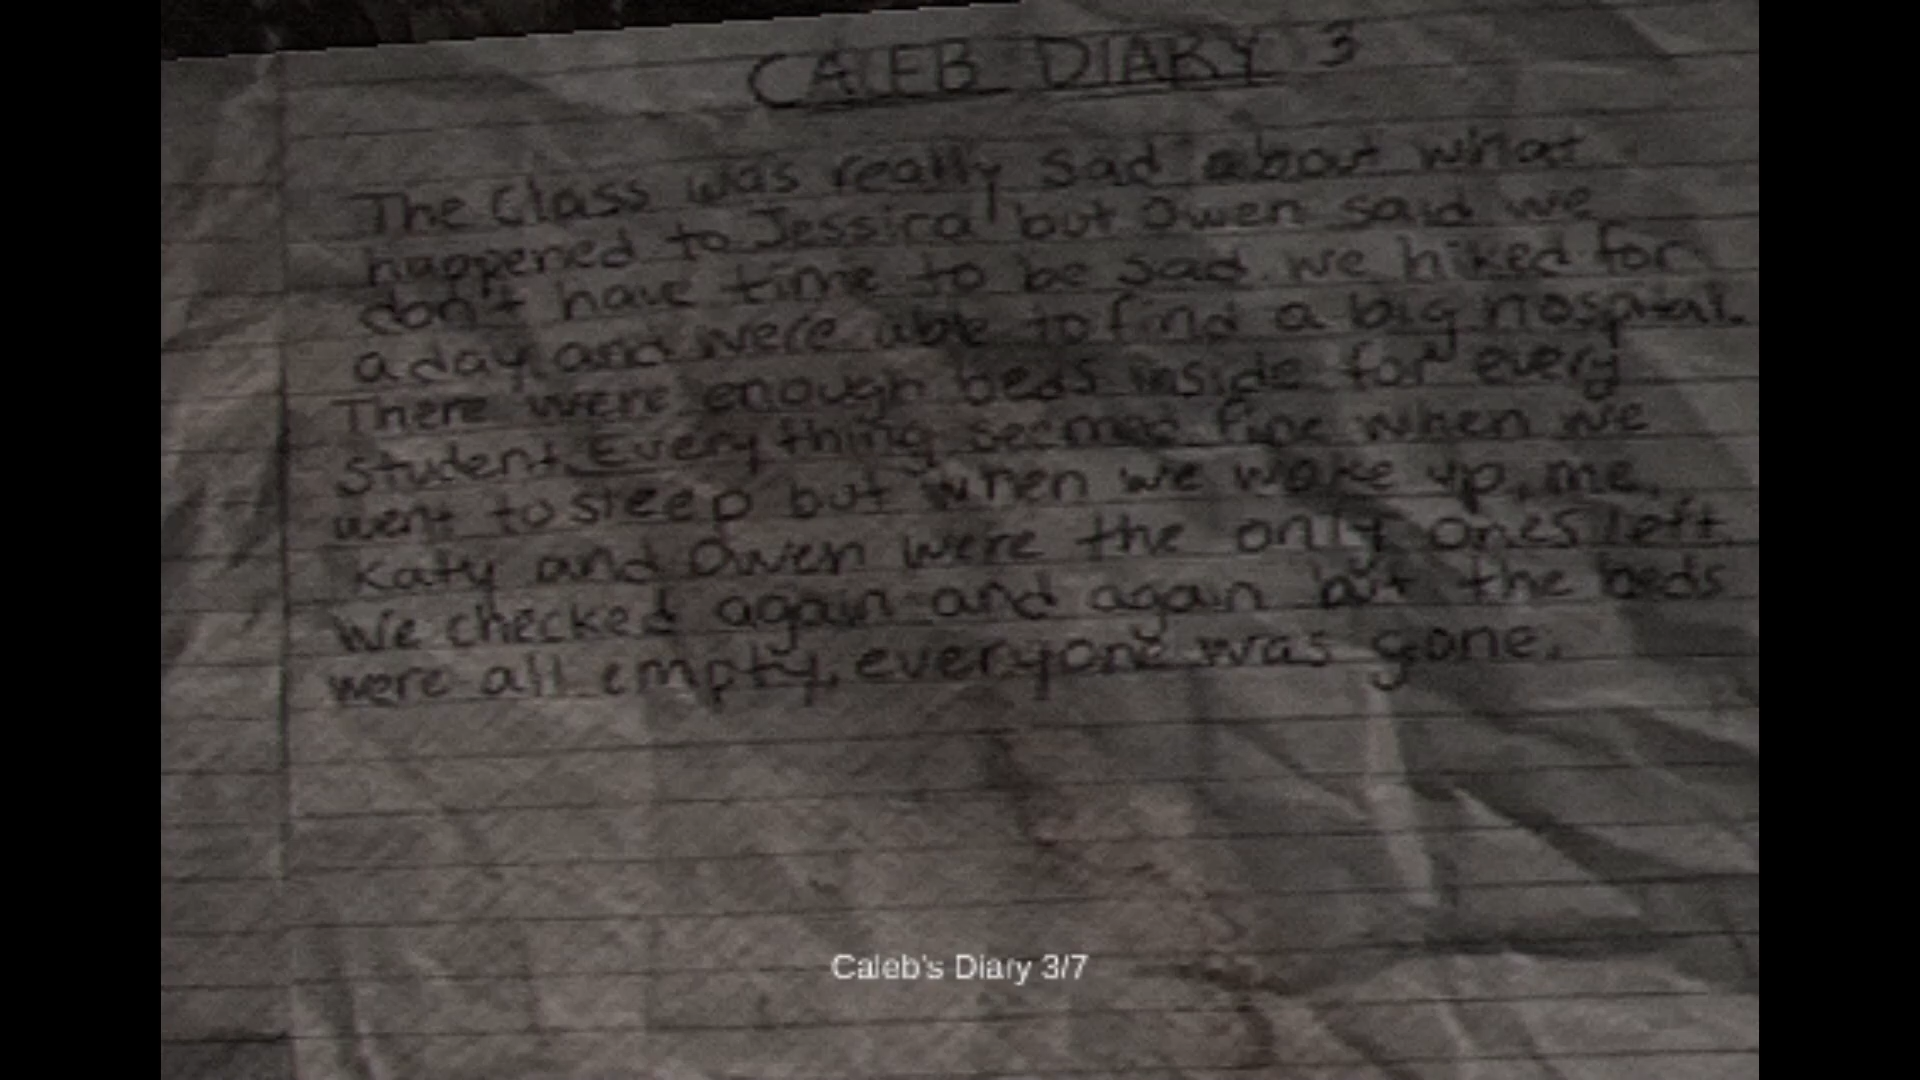 CALEB DIARY 3
The Class was really sad about what
happened to Jessica but Owen said we
don't have time to be sad. we hiked for
a day and were able to find a big hospital.
There were enough beds inside for every
student. Everything seemed fine when we
went to sleep but when we woke up, me,
Katy and Owen were the only ones left.
We checked again and again but the beds
were all empty, everyone was gone.
Caleb's Diary 3/7